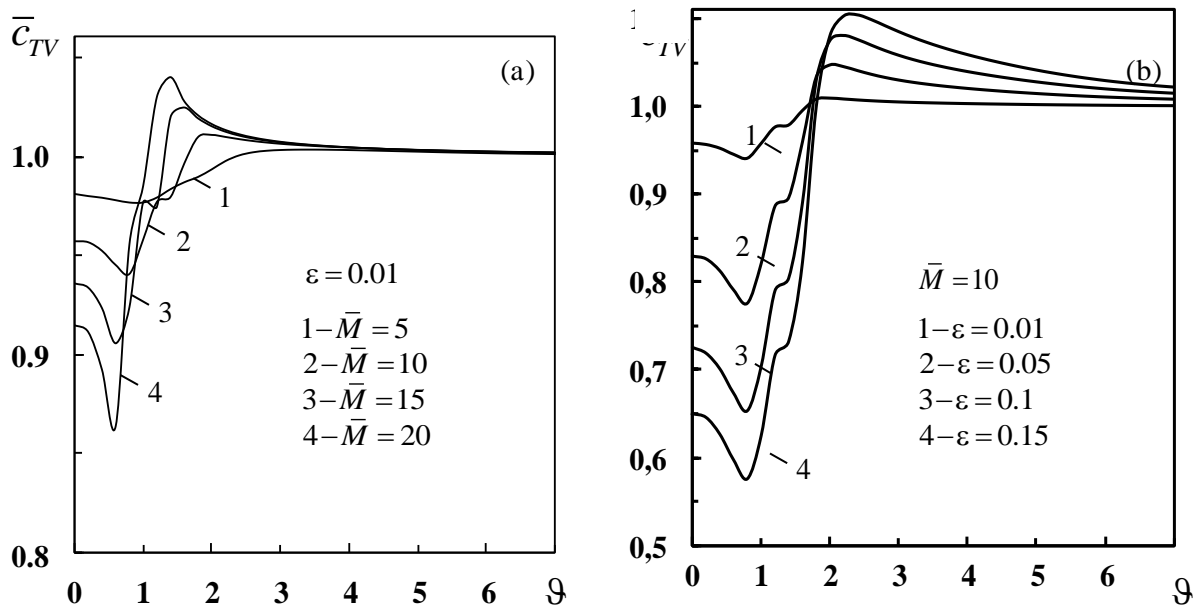 c̅_TV
(a)
1.0
0.9
0.8
0 1 2 3 4 5 6 ϑ
1
2
3
4
ε = 0.01
1– M̅ = 5
2– M̅ = 10
3– M̅ = 15
4– M̅ = 20
TV
(b)
1,0
0,9
0,8
0,7
0,6
0,5
0 1 2 3 4 5 6 ϑ
1
2
3
4
M̅ = 10
1– ε = 0.01
2– ε = 0.05
3– ε = 0.1
4– ε = 0.15